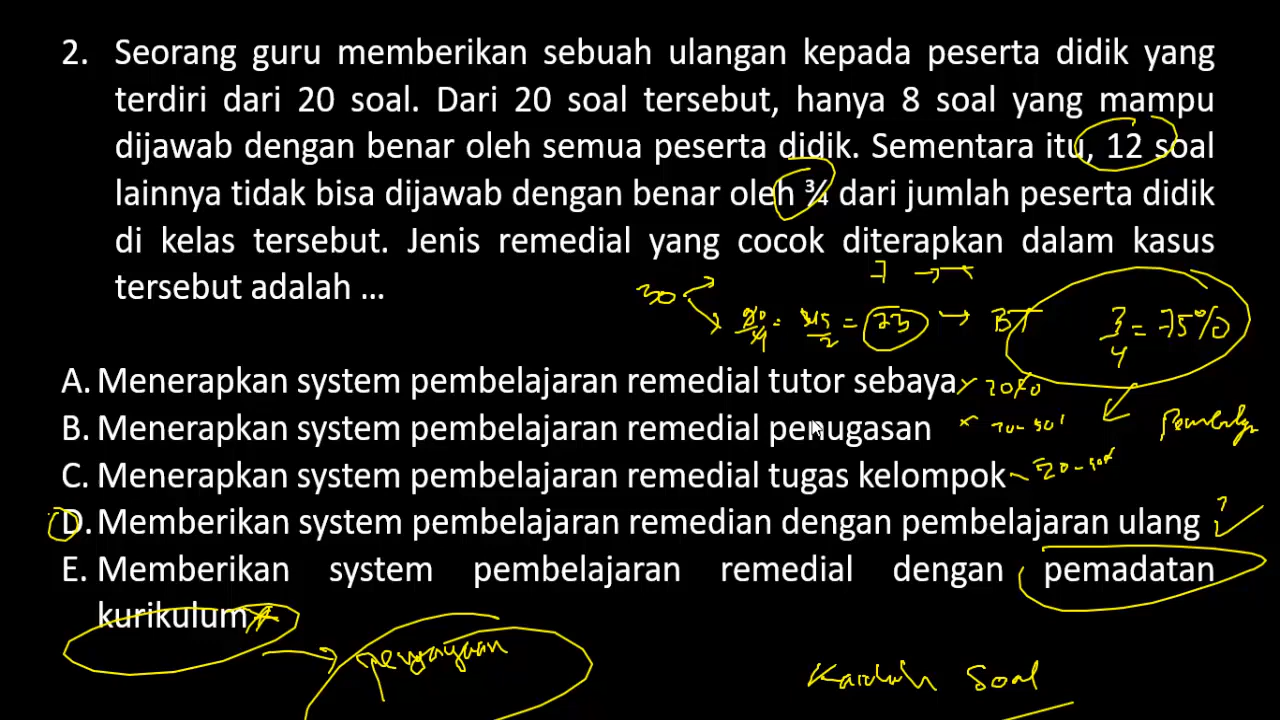 2. Seorang guru memberikan sebuah ulangan kepada peserta didik yang
terdiri dari 20 soal. Dari 20 soal tersebut, hanya 8 soal yang mampu
dijawab dengan benar oleh semua peserta didik. Sementara itu, 12 soal
lainnya tidak bisa dijawab dengan benar oleh ¾ dari jumlah peserta didik
di kelas tersebut. Jenis remedial yang cocok diterapkan dalam kasus
tersebut adalah ...
7 →
30
= = 23 → BT
3/4 = 75%
A. Menerapkan system pembelajaran remedial tutor sebaya 20%
B. Menerapkan system pembelajaran remedial penugasan
C. Menerapkan system pembelajaran remedial tugas kelompok
D. Memberikan system pembelajaran remedian dengan pembelajaran ulang
E. Memberikan system pembelajaran remedial dengan pemadatan
kurikulum
pengayaan
Kaidah Soal